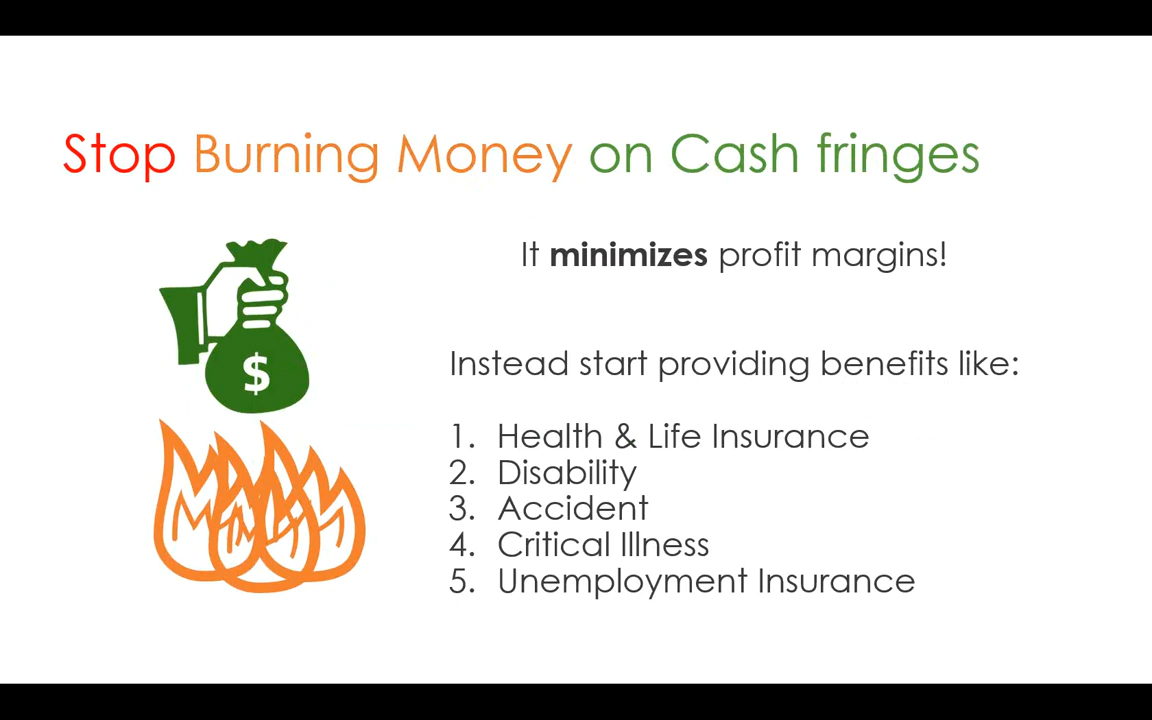 Stop Burning Money on Cash fringes
It minimizes profit margins!
$
Instead start providing benefits like:
1. Health & Life Insurance
2. Disability
3. Accident
4. Critical Illness
5. Unemployment Insurance